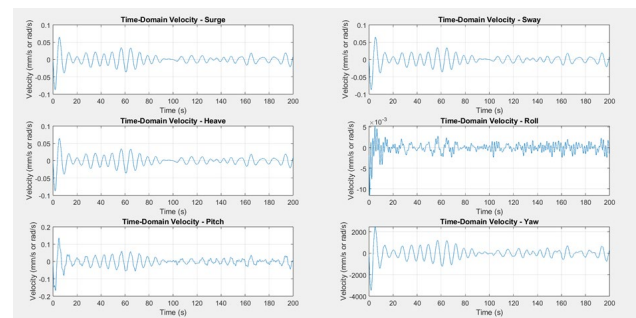 Time-Domain Velocity - Surge
Velocity (mm/s or rad/s)
0.1
0.05
0
-0.05
-0.1
0 20 40 60 80 100 120 140 160 180 200
Time (s)
Time-Domain Velocity - Sway
Velocity (mm/s or rad/s)
0.1
0.05
0
-0.05
-0.1
0 20 40 60 80 100 120 140 160 180 200
Time (s)
Time-Domain Velocity - Heave
Velocity (mm/s or rad/s)
0.1
0.05
0
-0.05
-0.1
0 20 40 60 80 100 120 140 160 180 200
Time (s)
Time-Domain Velocity - Roll
Velocity (mm/s or rad/s)
× 10⁻³
5
0
-5
-10
0 20 40 60 80 100 120 140 160 180 200
Time (s)
Time-Domain Velocity - Pitch
Velocity (mm/s or rad/s)
0.2
0.1
0
-0.1
-0.2
0 20 40 60 80 100 120 140 160 180 200
Time (s)
Time-Domain Velocity - Yaw
Velocity (mm/s or rad/s)
2000
0
-2000
-4000
0 20 40 60 80 100 120 140 160 180 200
Time (s)